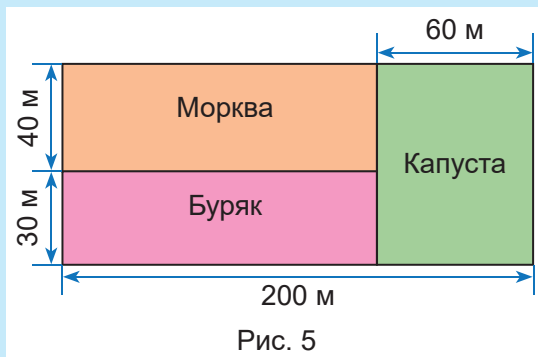 60 м
40 м
Морква
Капуста
30 м
Буряк
200 м
Рис. 5